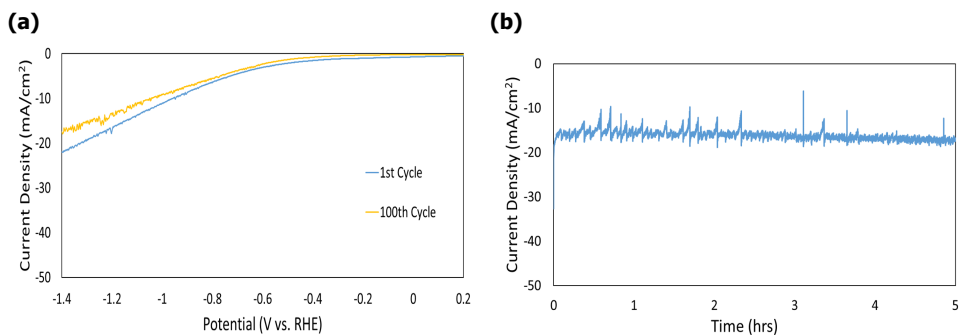 (a)
0
-10
-20
-30
-40
-50
Current Density (mA/cm²)
1st Cycle
100th Cycle
-1.4 -1.2 -1 -0.8 -0.6 -0.4 -0.2 0 0.2
Potential (V vs. RHE)
(b)
0
-10
-20
-30
-40
-50
Current Density (mA/cm²)
0 1 2 3 4 5
Time (hrs)